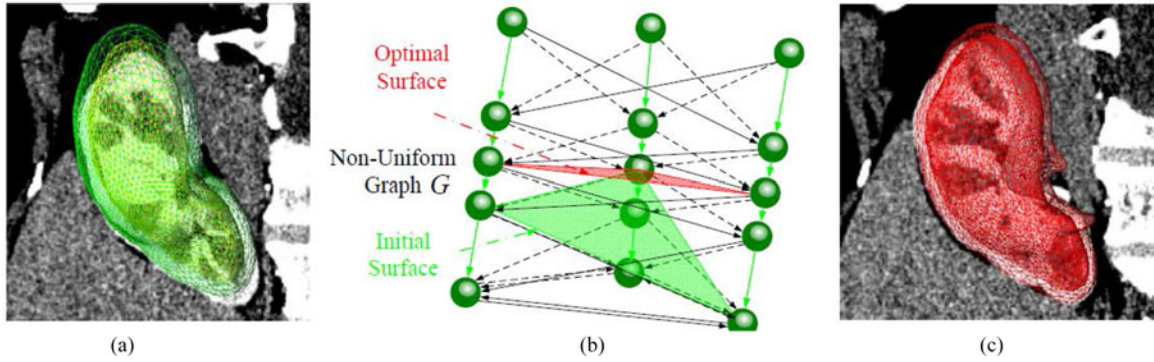 Optimal
Surface
Non-Uniform
Graph G
Initial
Surface
(a)
(b)
(c)